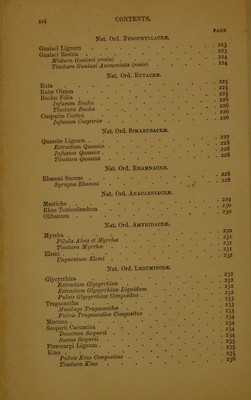 xvi CONTENTS.
PAGE
Nat. Ord. Zygophyllaceæ.
Guaiaci Lignum 223
Guaiaci Resina 223
Mistura Guaiaci (resin) 224
Tinctura Guaiaci Ammoniata (resin) 224
Nat. Ord. Rutaceæ.
Ruta 225
Rutæ Oleum 225
Buchu Folia 225
Infusum Buchu 226
Tinctura Buchu 226
Cuspariæ Cortex 226
Infusum Cuspariæ 226
Nat. Ord. Simarubaceæ.
Quassiæ Lignum 227
Extractum Quassiæ 228
Infusum Quassiæ 228
Tinctura Quassiæ 228
Nat. Ord. Rhamnaceæ.
Rhamni Succus 228
Syrupus Rhamni 228
Nat. Ord. Anacardiaceæ.
Mastiche 229
Rhus Toxicodendron 230
Olibanum 230
Nat. Ord. Amyridaceæ.
Myrrha 230
Pilula Aloes et Myrrhæ 231
Tinctura Myrrhæ 231
Elemi 231
Unguentum Elemi 232
Nat. Ord. Leguminosæ.
Glycyrrhiza 232
Extractum Glycyrrhizæ 232
Extractum Glycyrrhizæ Liquidum 232
Pulvis Glycyrrhizæ Compositus 232
Tragacantha 233
Mucilago Tragacanthæ 233
Pulvis Tragacanthæ Compositus 233
Mucuna 234
Scoparii Cacumina 234
Decoctum Scoparii 234
Succus Scoparii 234
Pterocarpi Lignum 235
Kino 235
Pulvis Kino Compositus 235
Tinctura Kino 236